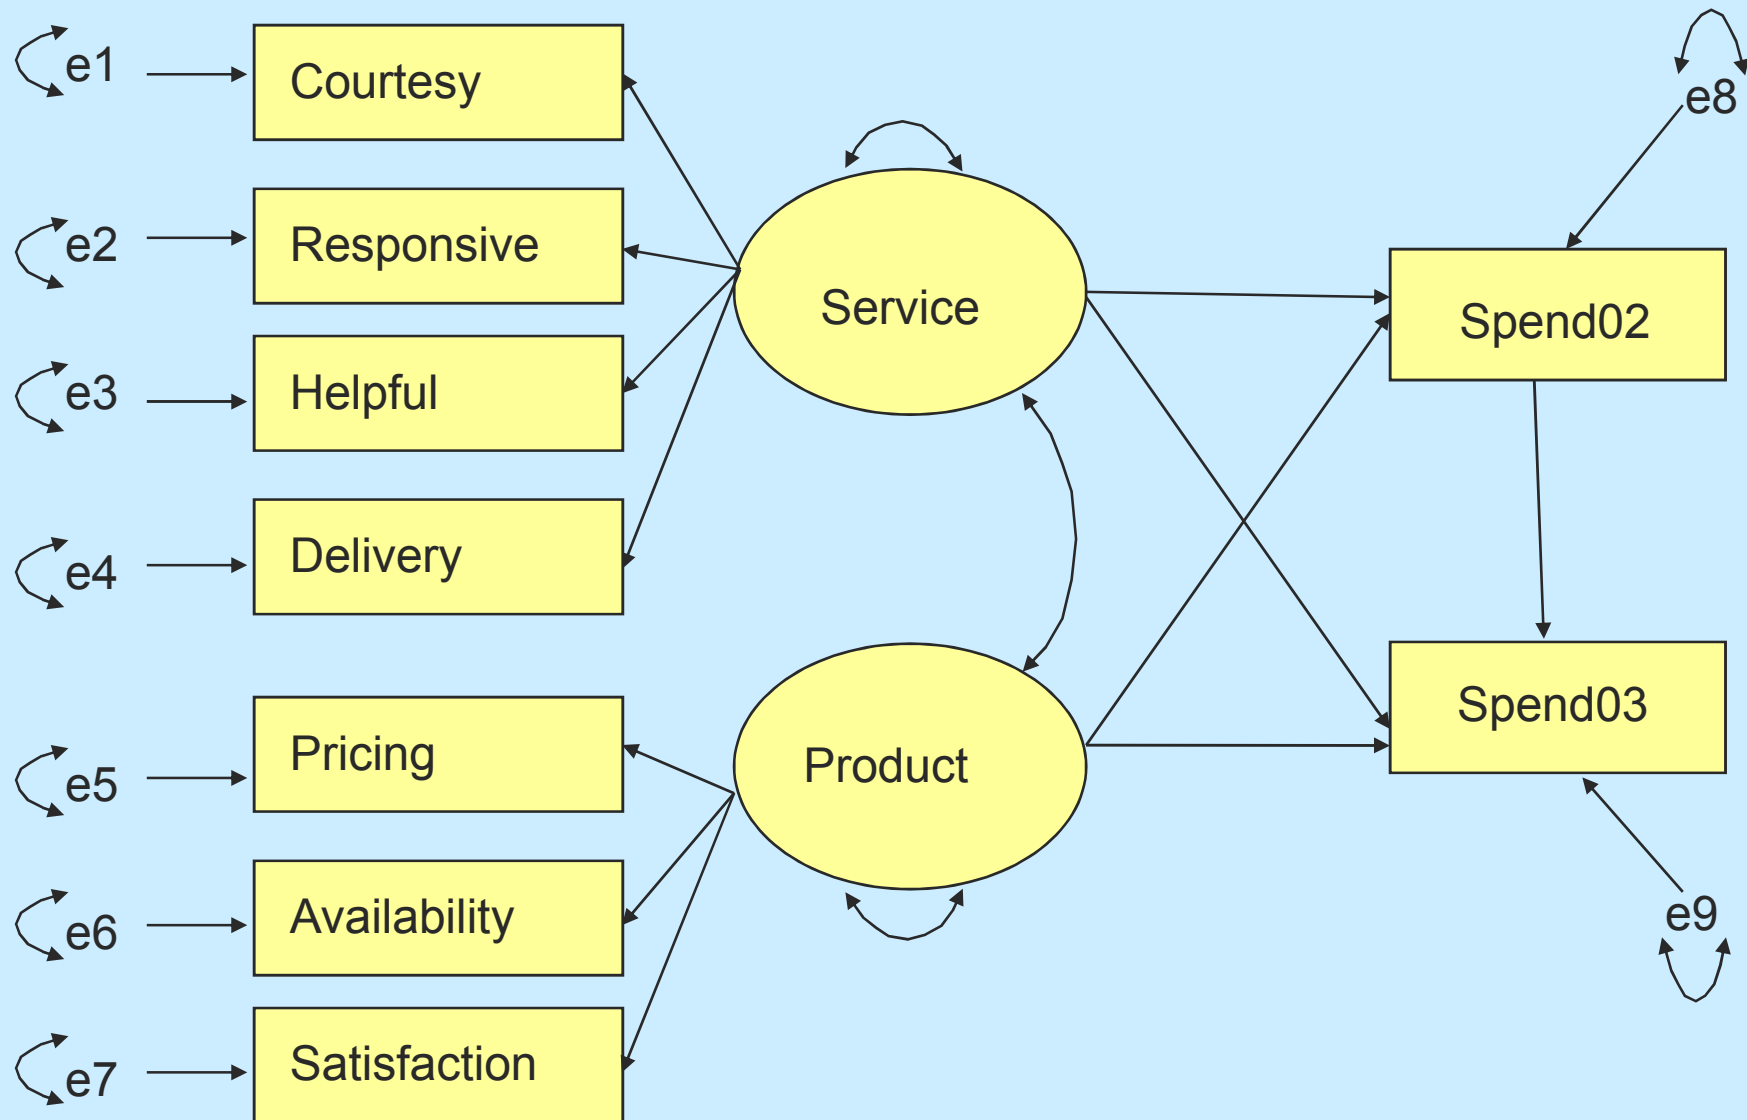 e1
Courtesy
e8
e2
Responsive
Service
Spend02
e3
Helpful
e4
Delivery
e5
Pricing
Product
Spend03
e6
Availability
e9
e7
Satisfaction